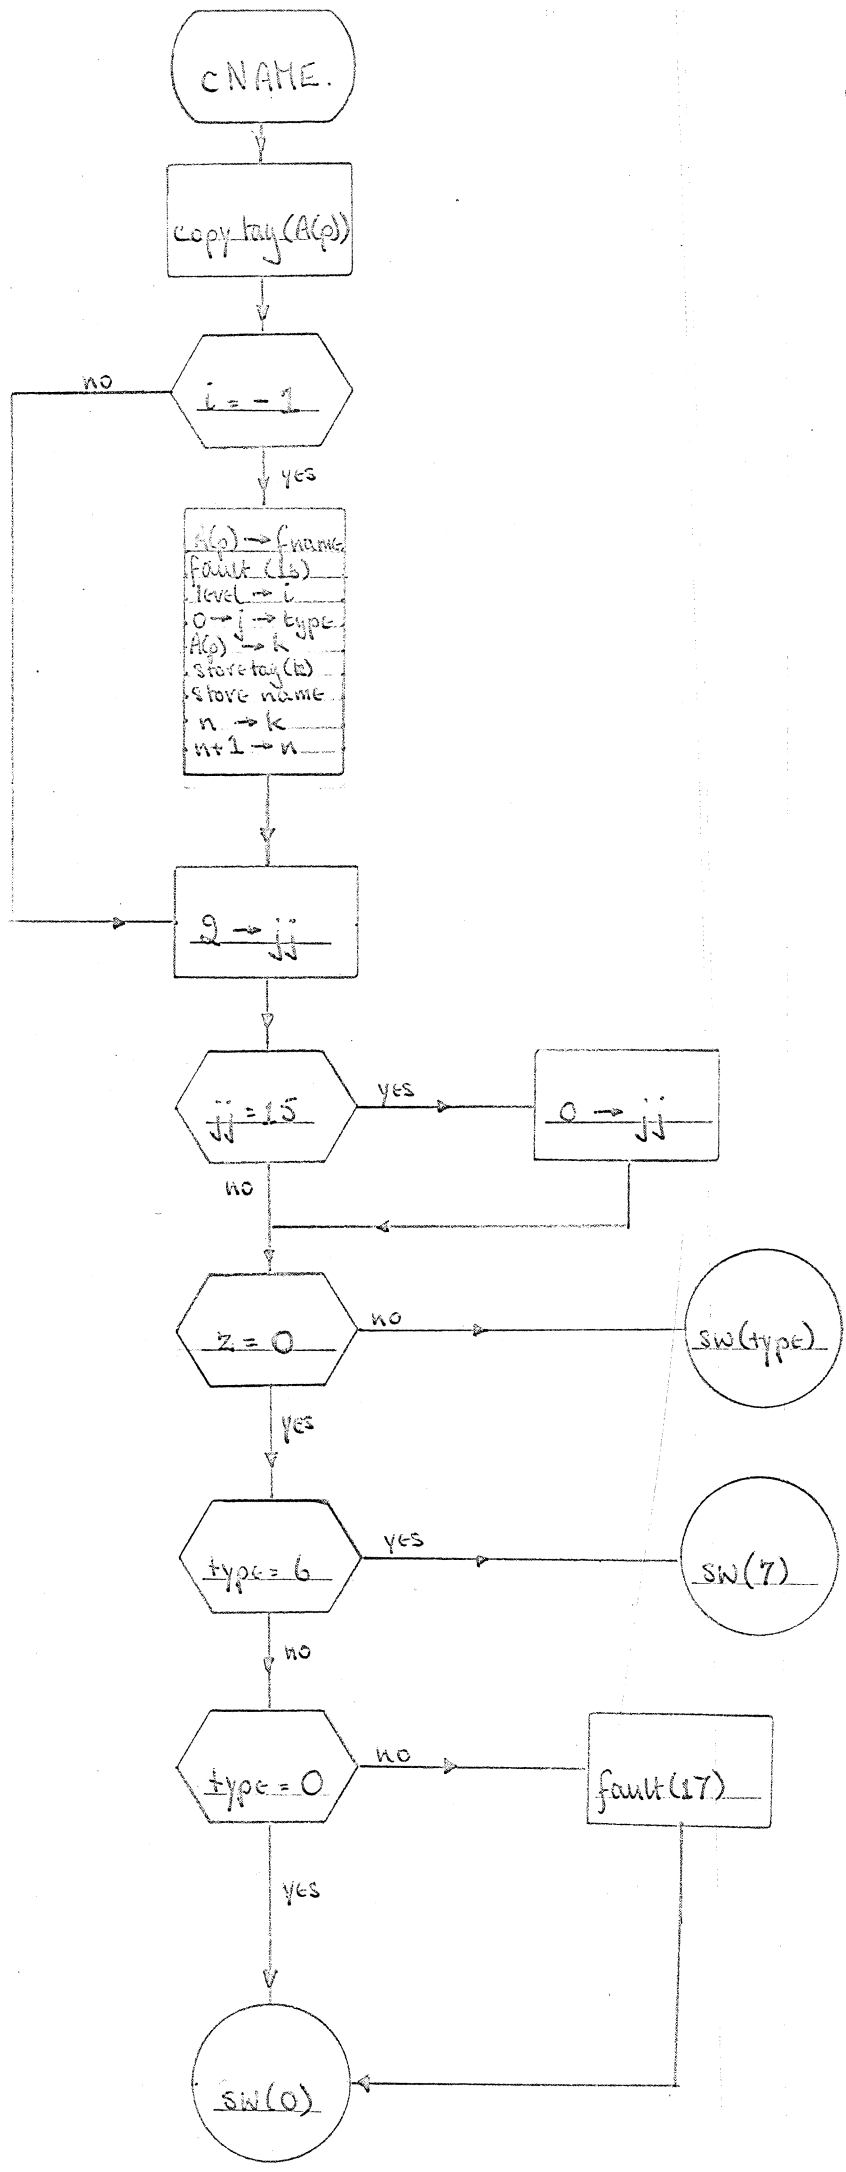 cNAME.
copy tag (A(p))
i = - 1
no
yes
A(p) → fname
fault (16)
level → i
0 → j → type
A(p) → k
store tag (k)
store name
n → k
n+1 → n
2 → jj
jj = 15
yes
0 → jj
no
z = 0
no
sw(type)
yes
type = 6
yes
sw(7)
no
type = 0
no
fault (17)
yes
sw(0)